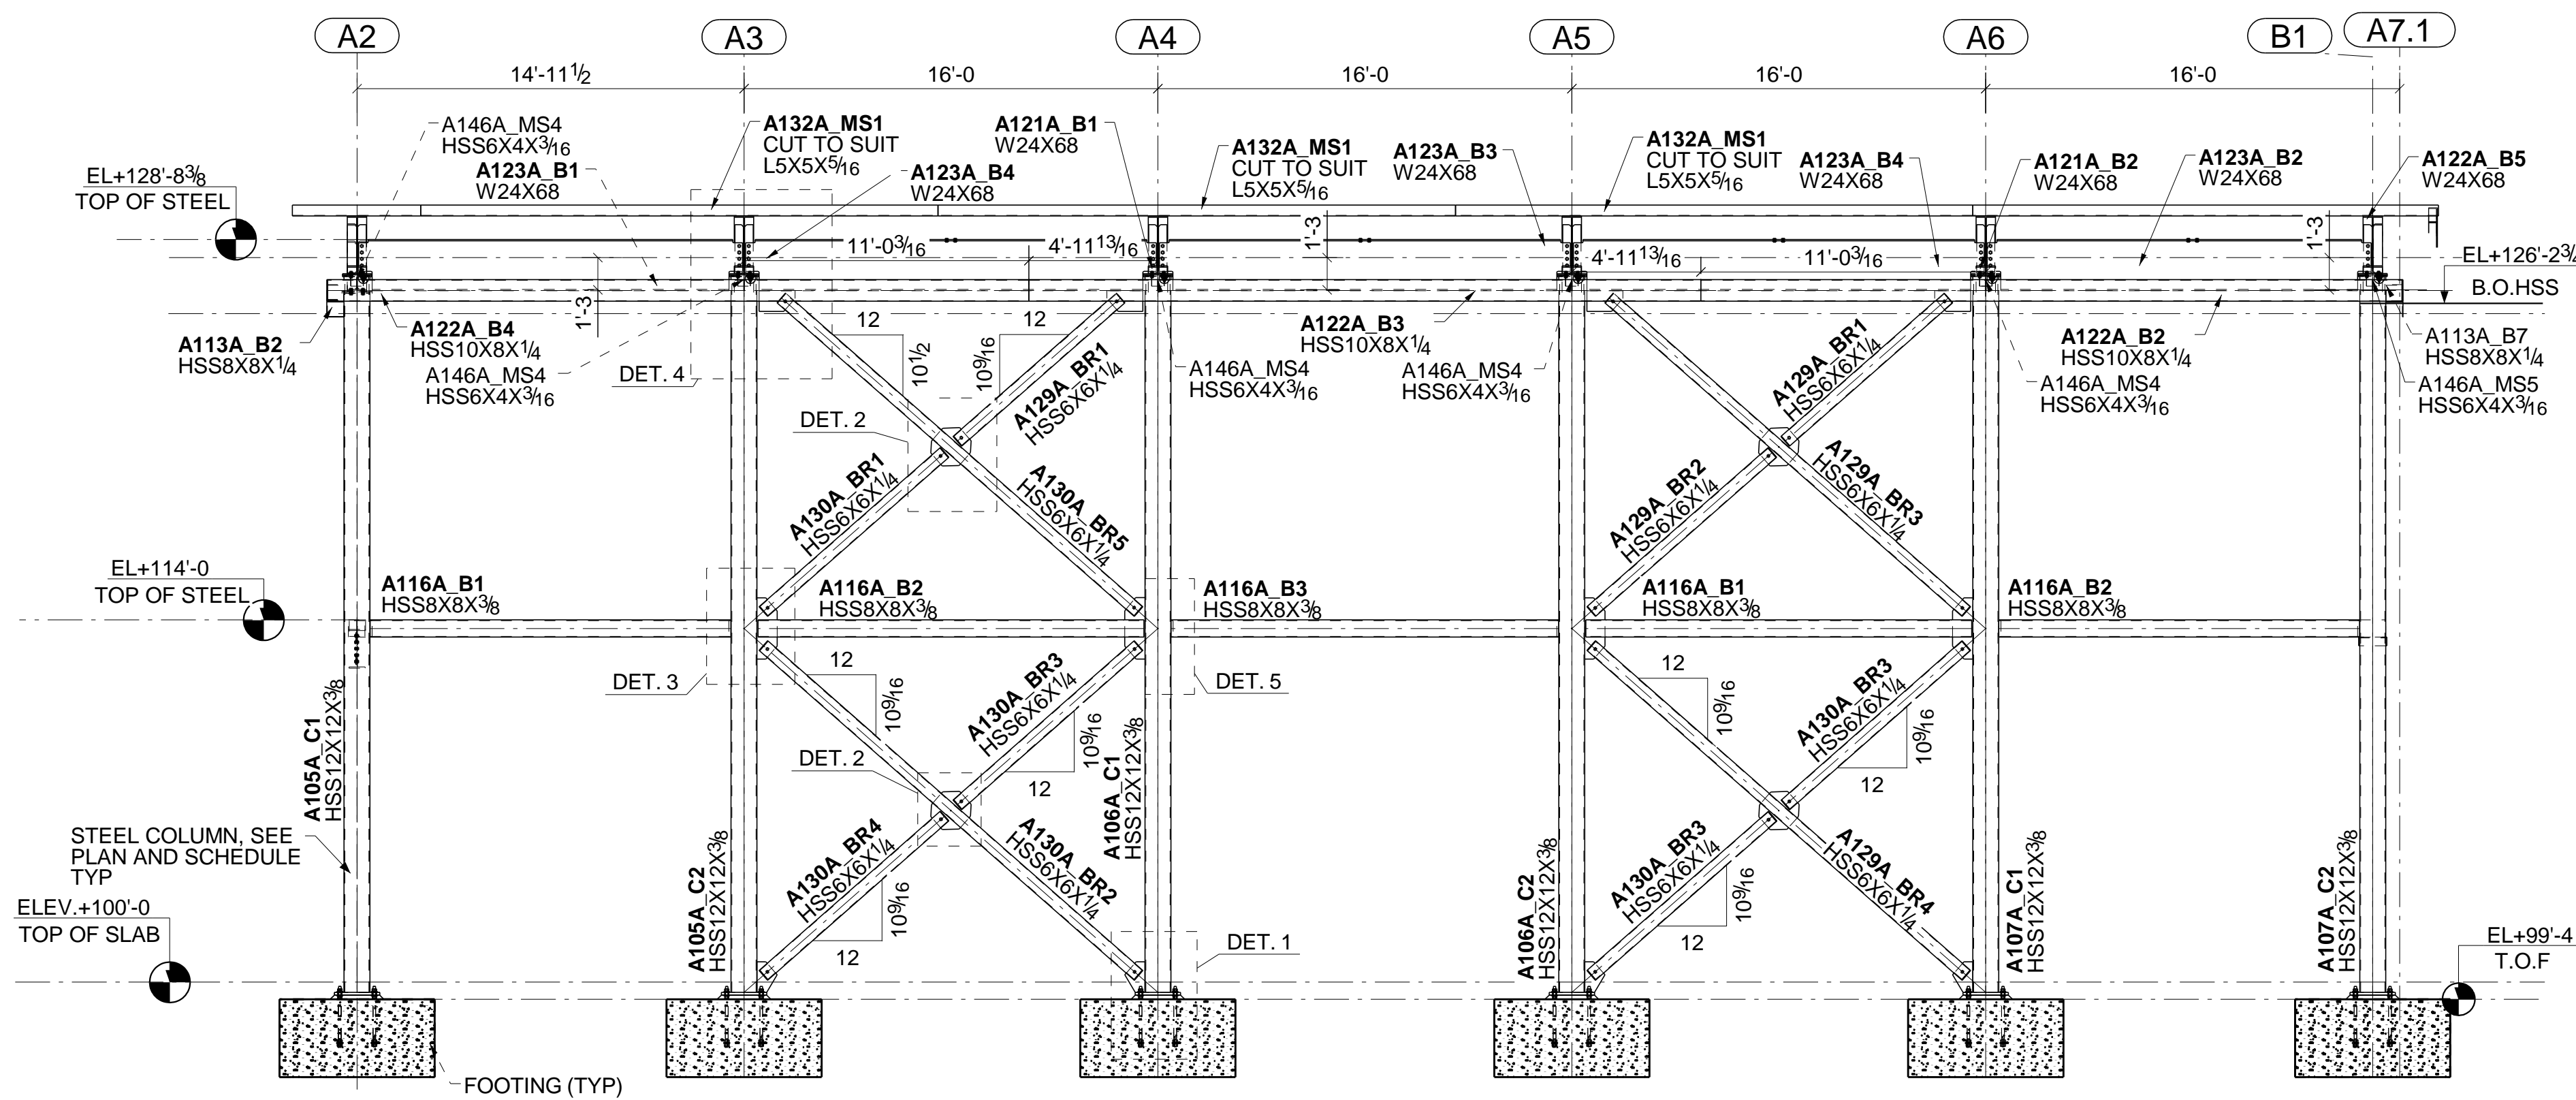 A2
A3
A4
A5
A6
B1
A7.1
14'-11 1/2
16'-0
16'-0
16'-0
16'-0
A146A_MS4
HSS6X4X3/16
A123A_B1
W24X68
A132A_MS1
CUT TO SUIT
L5X5X5/16
A123A_B4
W24X68
A121A_B1
W24X68
A132A_MS1
CUT TO SUIT
L5X5X5/16
A123A_B3
W24X68
A132A_MS1
CUT TO SUIT
L5X5X5/16
A123A_B4
W24X68
A121A_B2
W24X68
A123A_B2
W24X68
A122A_B5
W24X68
EL+128'-8 3/8
TOP OF STEEL
11'-0 3/16
4'-11 13/16
1'-3
4'-11 13/16
11'-0 3/16
1'-3
EL+126'-2 3/
B.O.HSS
1'-3
A113A_B2
HSS8X8X1/4
A122A_B4
HSS10X8X1/4
A146A_MS4
HSS6X4X3/16
DET. 4
12
10 1/2
12
10 9/16
A129A_BR1
HSS6X6X1/4
A122A_B3
HSS10X8X1/4
A146A_MS4
HSS6X4X3/16
A146A_MS4
HSS6X4X3/16
A129A_BR1
HSS6X6X1/4
A122A_B2
HSS10X8X1/4
A146A_MS4
HSS6X4X3/16
A113A_B7
HSS8X8X1/4
A146A_MS5
HSS6X4X3/16
DET. 2
A130A_BR1
HSS6X6X1/4
A130A_BR5
HSS6X6X1/4
A129A_BR2
HSS6X6X1/4
A129A_BR3
HSS6X6X1/4
EL+114'-0
TOP OF STEEL
A116A_B1
HSS8X8X3/8
A116A_B2
HSS8X8X3/8
A116A_B3
HSS8X8X3/8
A116A_B1
HSS8X8X3/8
A116A_B2
HSS8X8X3/8
DET. 3
12
10 9/16
A130A_BR3
HSS6X6X1/4
10 9/16
12
DET. 5
12
10 9/16
A130A_BR3
HSS6X6X1/4
10 9/16
12
A105A_C1
HSS12X12X3/8
DET. 2
A106A_C1
HSS12X12X3/8
STEEL COLUMN, SEE
PLAN AND SCHEDULE
TYP
A105A_C2
HSS12X12X3/8
A130A_BR4
HSS6X6X1/4
10 9/16
12
A130A_BR2
HSS6X6X1/4
A106A_C2
HSS12X12X3/8
A130A_BR3
HSS6X6X1/4
10 9/16
12
A129A_BR4
HSS6X6X1/4
A107A_C1
HSS12X12X3/8
A107A_C2
HSS12X12X3/8
ELEV.+100'-0
TOP OF SLAB
DET. 1
EL+99'-4
T.O.F
FOOTING (TYP)